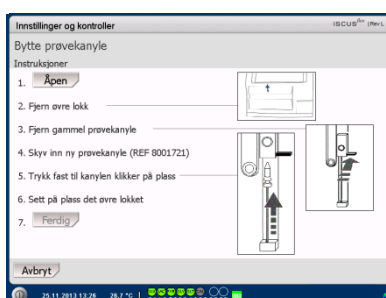 Innstillinger og kontroller
Bytte prøvekanyle
Instruksjoner
1. Åpen
2. Fjern øvre lokk
3. Fjern gammel prøvekanyle
4. Skyv inn ny prøvekanyle (REF 8001721)
5. Trykk fast til kanylen klikker på plass
6. Sett på plass det øvre lokket
7. Ferdig
Avbryt
25.11.2013 13:26 26,7 °C